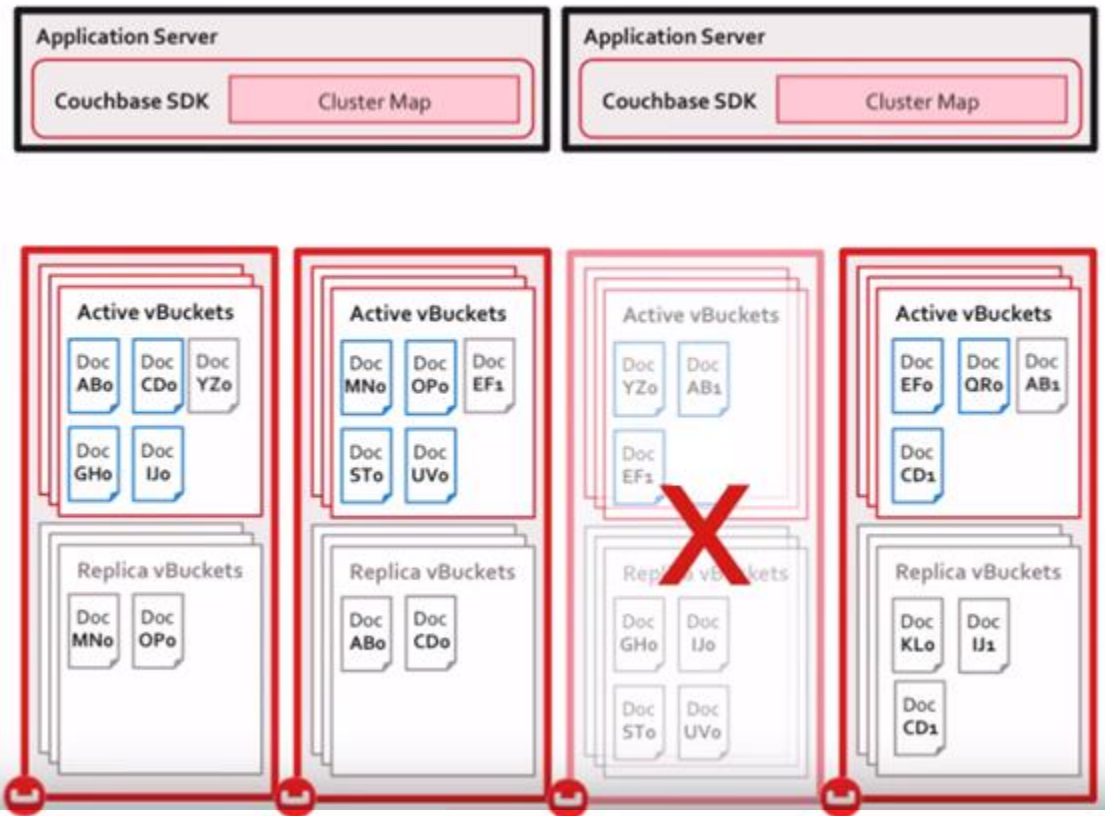 Application Server
Couchbase SDK
Cluster Map
Application Server
Couchbase SDK
Cluster Map
Active vBuckets
Doc Doc Doc
AB0 CD0 YZ0
Doc Doc
GH0 IJ0
Replica vBuckets
Doc Doc
MN0 OP0
Active vBuckets
Doc Doc Doc
MN0 OP0 EF1
Doc Doc
ST0 UV0
Replica vBuckets
Doc Doc
AB0 CD0
Active vBuckets
Doc Doc
YZ0 AB1
Doc
EF1
X
Replica vBuckets
Doc Doc
GH0 IJ0
Doc Doc
ST0 UV0
Active vBuckets
Doc Doc Doc
EF0 QR0 AB1
Doc
CD1
Replica vBuckets
Doc Doc
KL0 IJ1
Doc
CD1